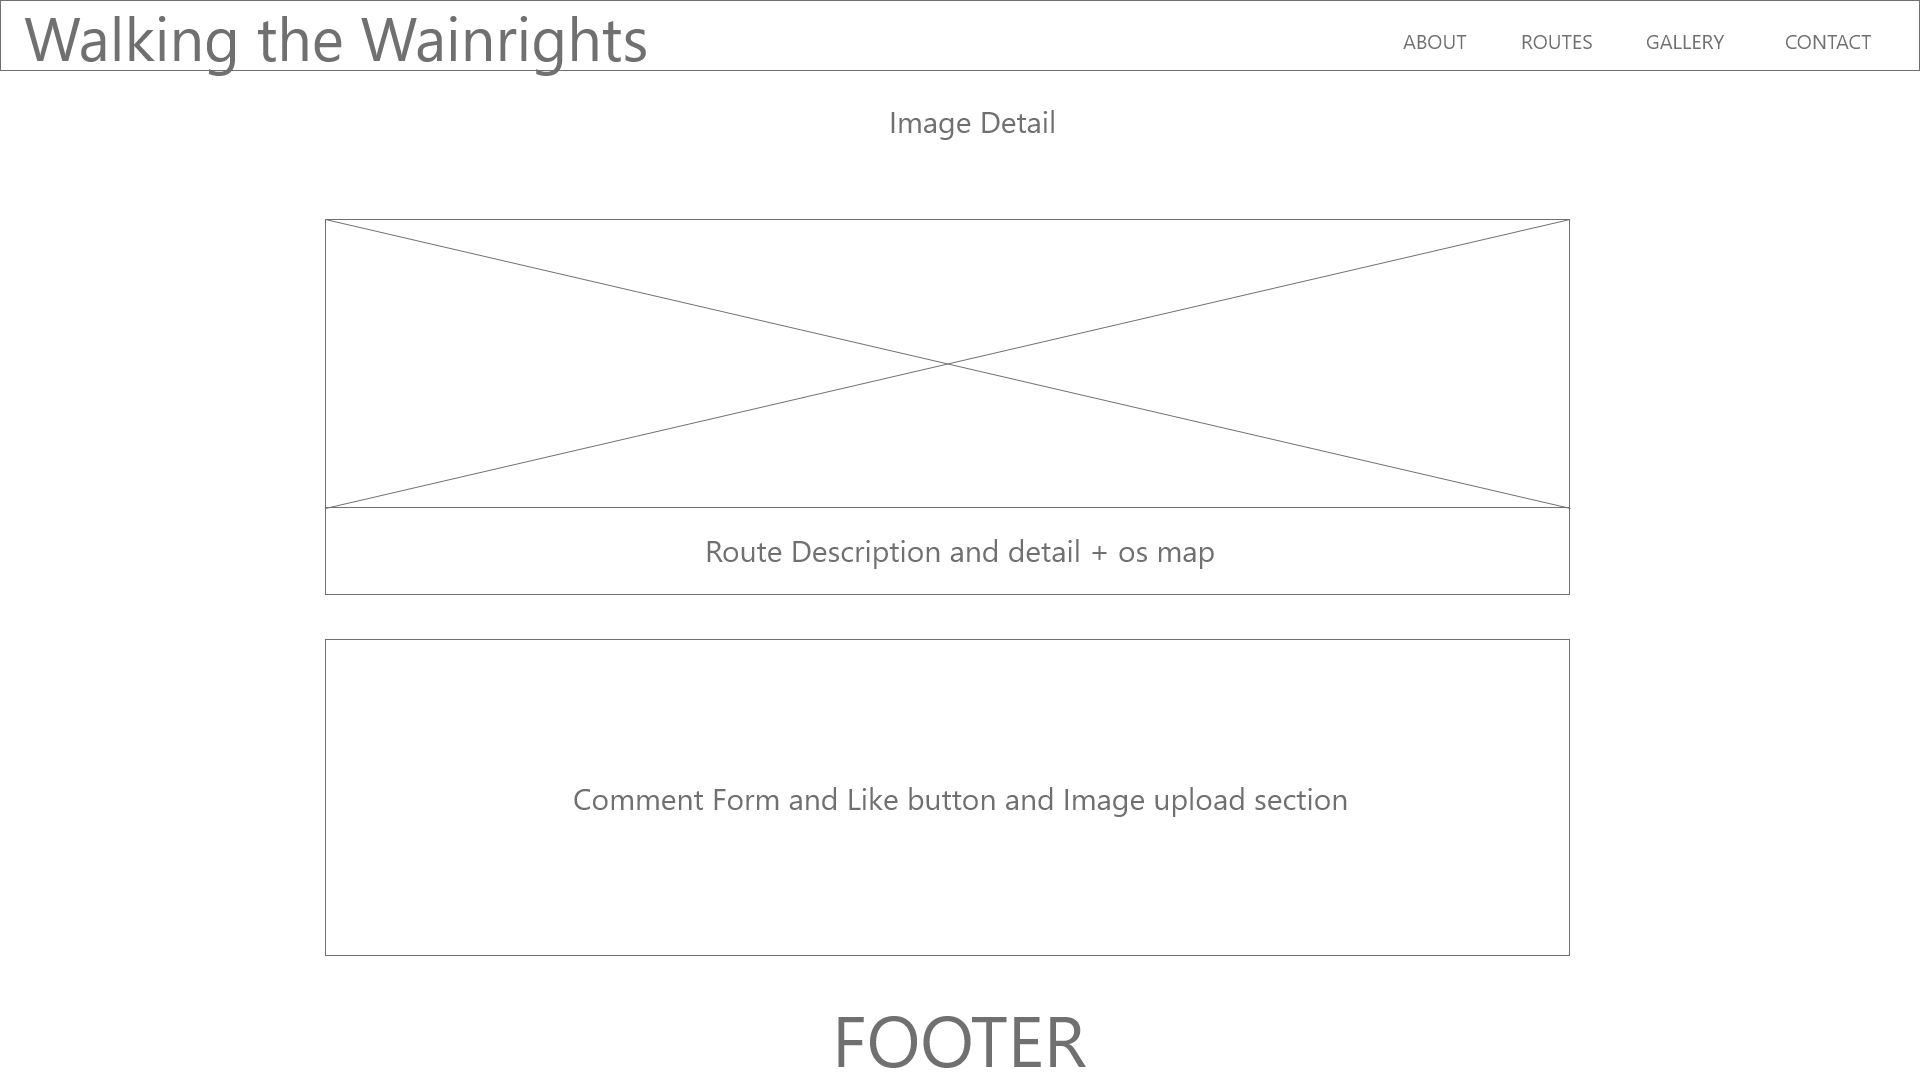 Walking the Wainrights
ABOUT ROUTES GALLERY CONTACT
Image Detail
Route Description and detail + os map
Comment Form and Like button and Image upload section
FOOTER